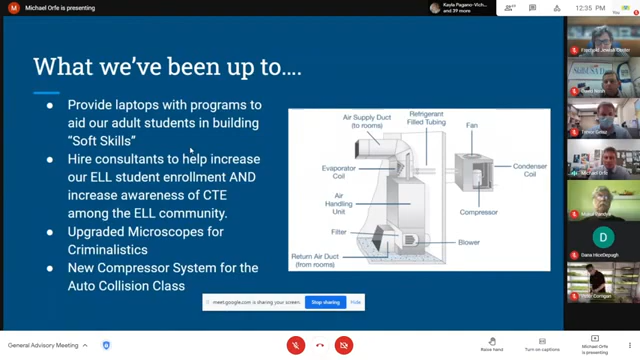 Michael Orfe is presenting
Kayla Pagano-Vich...
and 39 more
12:35 PM
You
What we've been up to….
Provide laptops with programs to
aid our adult students in building
"Soft Skills"
Hire consultants to help increase
our ELL student enrollment AND
increase awareness of CTE
among the ELL community.
Upgraded Microscopes for
Criminalistics
New Compressor System for the
Auto Collision Class
Air Supply Duct
(to rooms)
Refrigerant
Filled Tubing
Fan
Evaporator
Coil
Condenser
Coil
Air
Handling
Unit
Compressor
Filter
Blower
Return Air Duct
(from rooms)
meet.google.com is sharing your screen.
Stop sharing
Hide
Michael Orfe
D
Dana HiceDepugh
Peter Corrigan
General Advisory Meeting
Raise hand
Turn on captions
Michael Orfe
is presenting